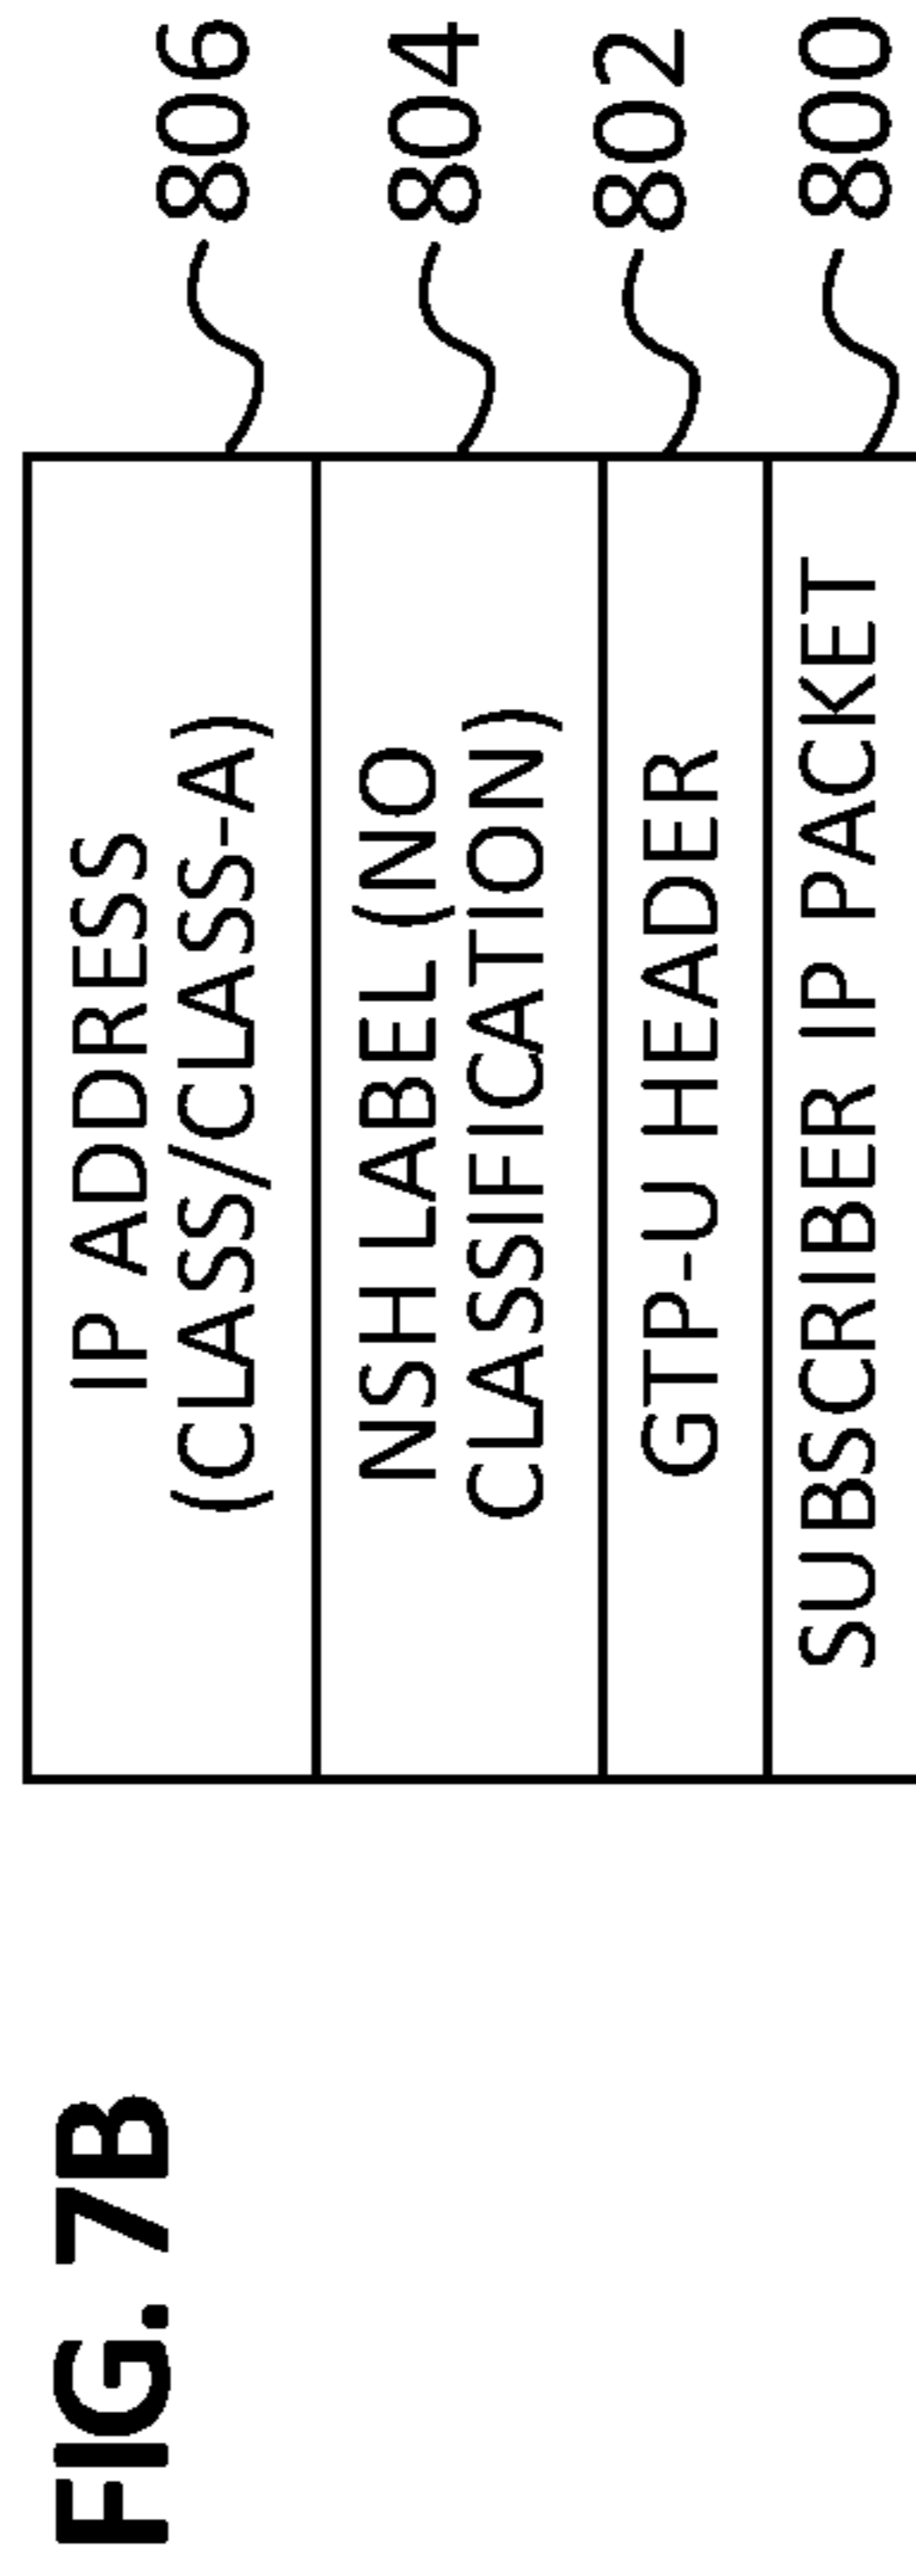 FIG. 7B
IP ADDRESS
(CLASS/CLASS-A)
806
NSH LABEL (NO
CLASSIFICATION)
804
GTP-U HEADER
802
SUBSCRIBER IP PACKET
800